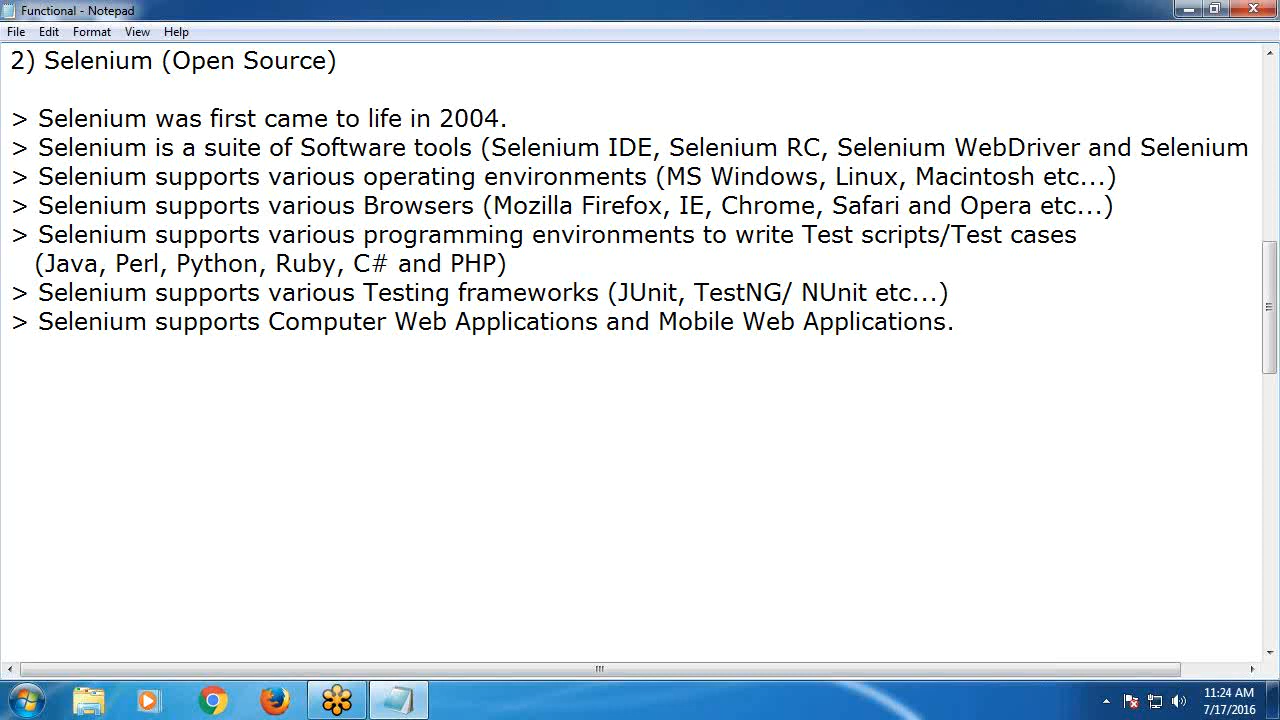 Functional - Notepad
File Edit Format View Help
2) Selenium (Open Source)
> Selenium was first came to life in 2004.
> Selenium is a suite of Software tools (Selenium IDE, Selenium RC, Selenium WebDriver and Selenium
> Selenium supports various operating environments (MS Windows, Linux, Macintosh etc...)
> Selenium supports various Browsers (Mozilla Firefox, IE, Chrome, Safari and Opera etc...)
> Selenium supports various programming environments to write Test scripts/Test cases
(Java, Perl, Python, Ruby, C# and PHP)
> Selenium supports various Testing frameworks (JUnit, TestNG/ NUnit etc...)
> Selenium supports Computer Web Applications and Mobile Web Applications.
11:24 AM
7/17/2016